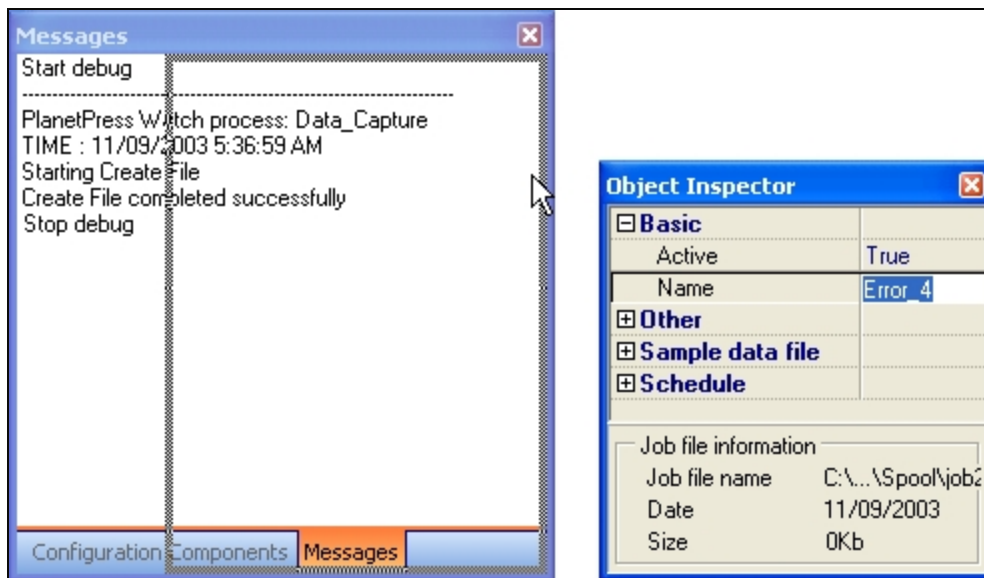 Messages
Start debug
PlanetPress Watch process: Data_Capture
TIME : 11/09/2003 5:36:59 AM
Starting Create File
Create File completed successfully
Stop debug
Configuration Components Messages
Object Inspector
Basic
Active True
Name Error_4
Other
Sample data file
Schedule
Job file information
Job file name C:\...\Spool\job2
Date 11/09/2003
Size 0Kb